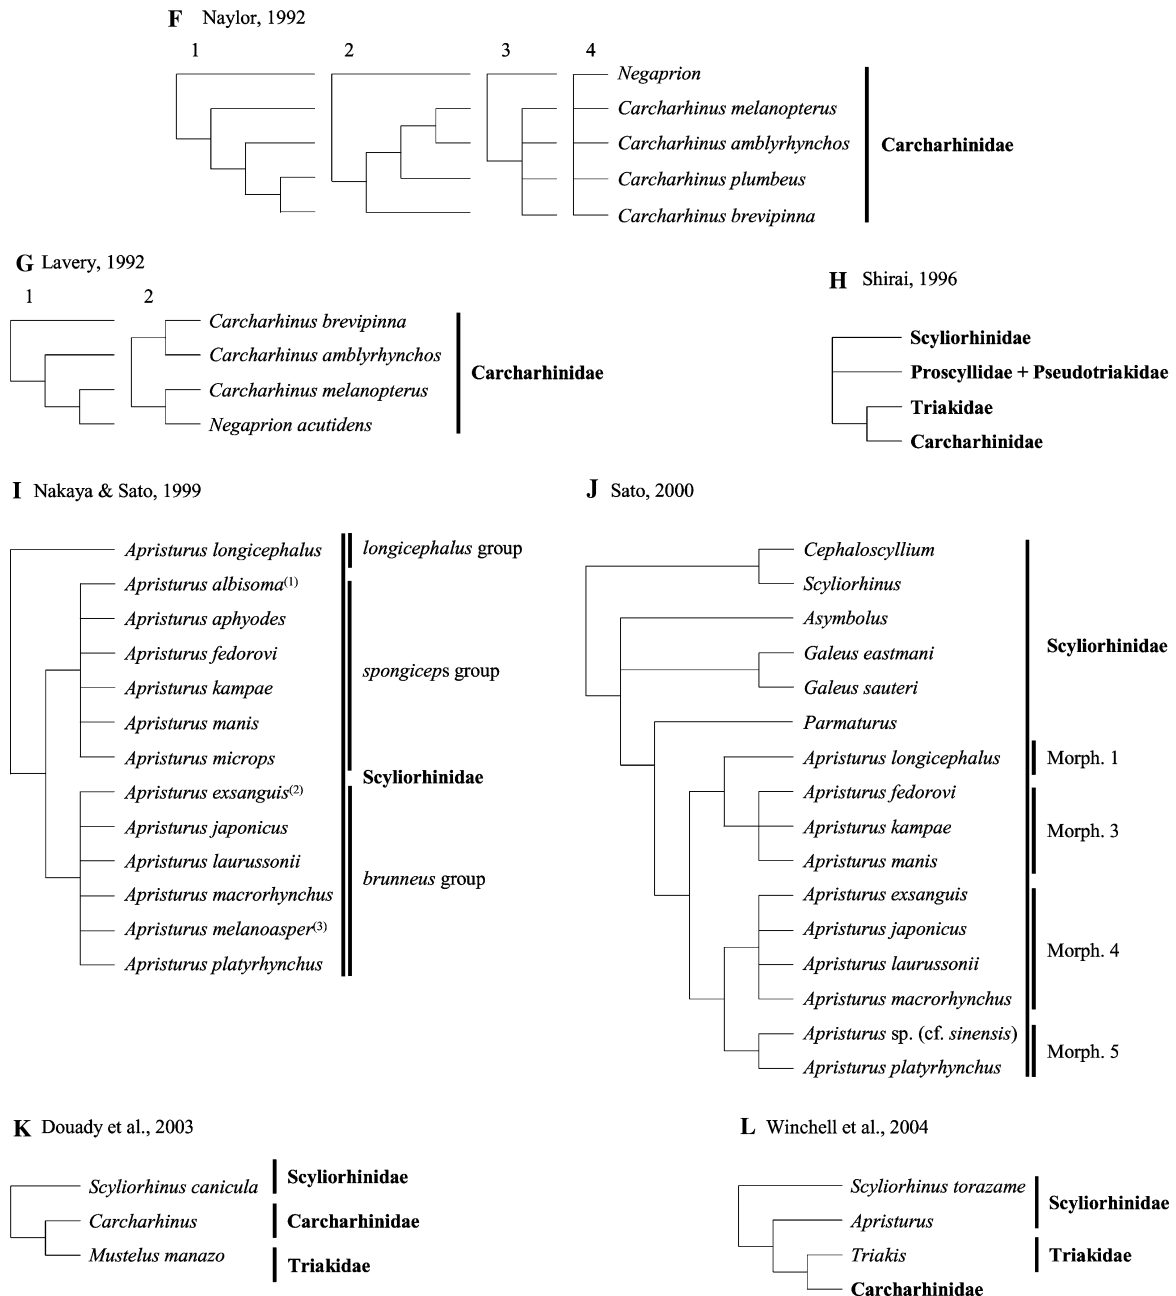 F Naylor, 1992
1 2 3 4
Negaprion
Carcharhinus melanopterus
Carcharhinus amblyrhynchos
Carcharhinus plumbeus
Carcharhinus brevipinna
Carcharhinidae
G Lavery, 1992
1 2
Carcharhinus brevipinna
Carcharhinus amblyrhynchos
Carcharhinus melanopterus
Negaprion acutidens
Carcharhinidae
H Shirai, 1996
Scyliorhinidae
Proscyllidae + Pseudotriakidae
Triakidae
Carcharhinidae
I Nakaya & Sato, 1999
Apristurus longicephalus
Apristurus albisoma(1)
Apristurus aphyodes
Apristurus fedorovi
Apristurus kampae
Apristurus manis
Apristurus microps
Apristurus exsanguis(2)
Apristurus japonicus
Apristurus laurussonii
Apristurus macrorhynchus
Apristurus melanoasper(3)
Apristurus platyrhynchus
longicephalus group
spongiceps group
Scyliorhinidae
brunneus group
J Sato, 2000
Cephaloscyllium
Scyliorhinus
Asymbolus
Galeus eastmani
Galeus sauteri
Parmaturus
Apristurus longicephalus
Apristurus fedorovi
Apristurus kampae
Apristurus manis
Apristurus exsanguis
Apristurus japonicus
Apristurus laurussonii
Apristurus macrorhynchus
Apristurus sp. (cf. sinensis)
Apristurus platyrhynchus
Scyliorhinidae
Morph. 1
Morph. 3
Morph. 4
Morph. 5
K Douady et al., 2003
Scyliorhinus canicula
Carcharhinus
Mustelus manazo
Scyliorhinidae
Carcharhinidae
Triakidae
L Winchell et al., 2004
Scyliorhinus torazame
Apristurus
Triakis
Carcharhinidae
Scyliorhinidae
Triakidae